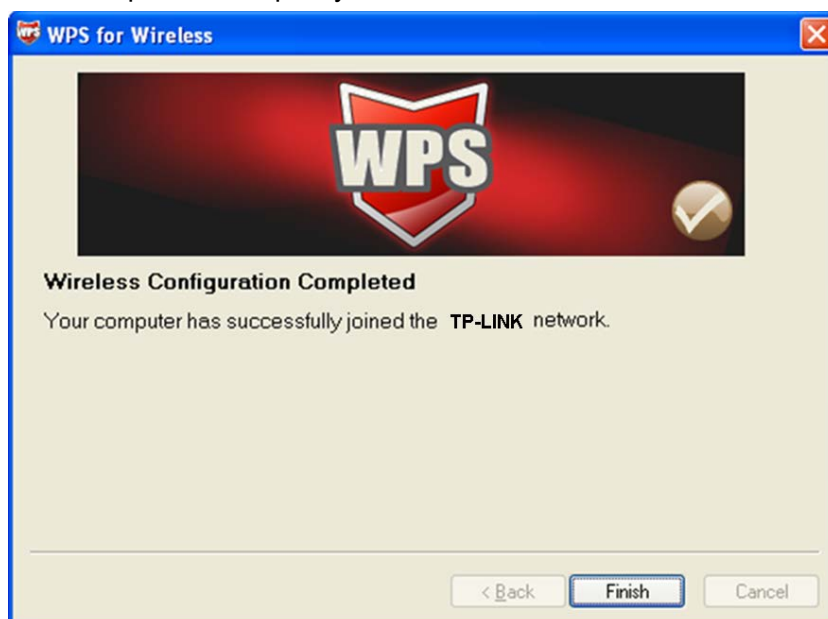 WPS for Wireless
WPS
Wireless Configuration Completed
Your computer has successfully joined the TP-LINK network.
< Back
Finish
Cancel